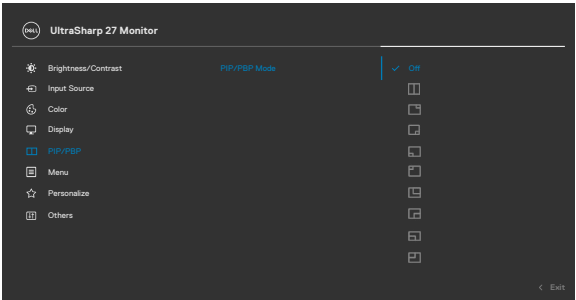 DELL UltraSharp 27 Monitor
Brightness/Contrast PIP/PBP Mode Off
Input Source
Color
Display
PIP/PBP
Menu
Personalize
Others
< Exit